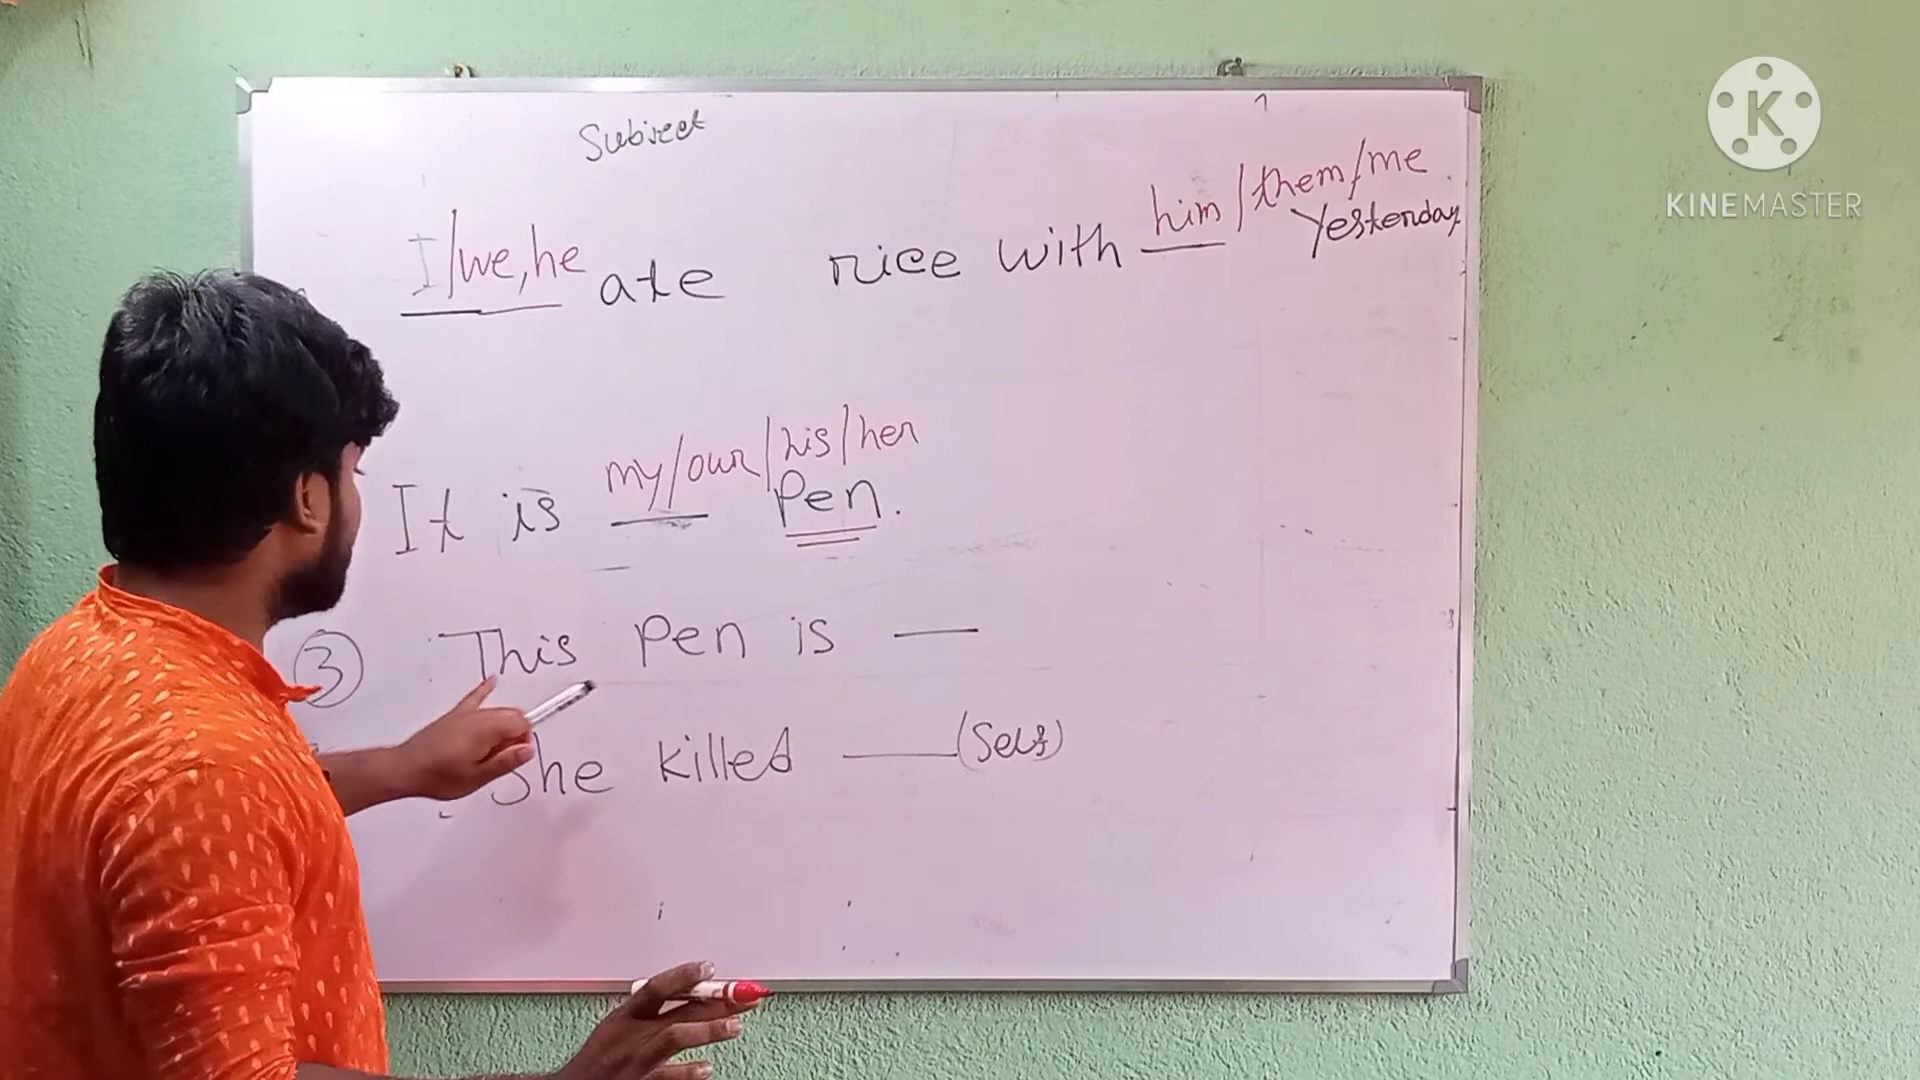 Subject
I/we,he ate rice with him/them/me Yesterday
It is my/our/his/her Pen.
③ This Pen is —
She killed — (Self)
K
KINEMASTER